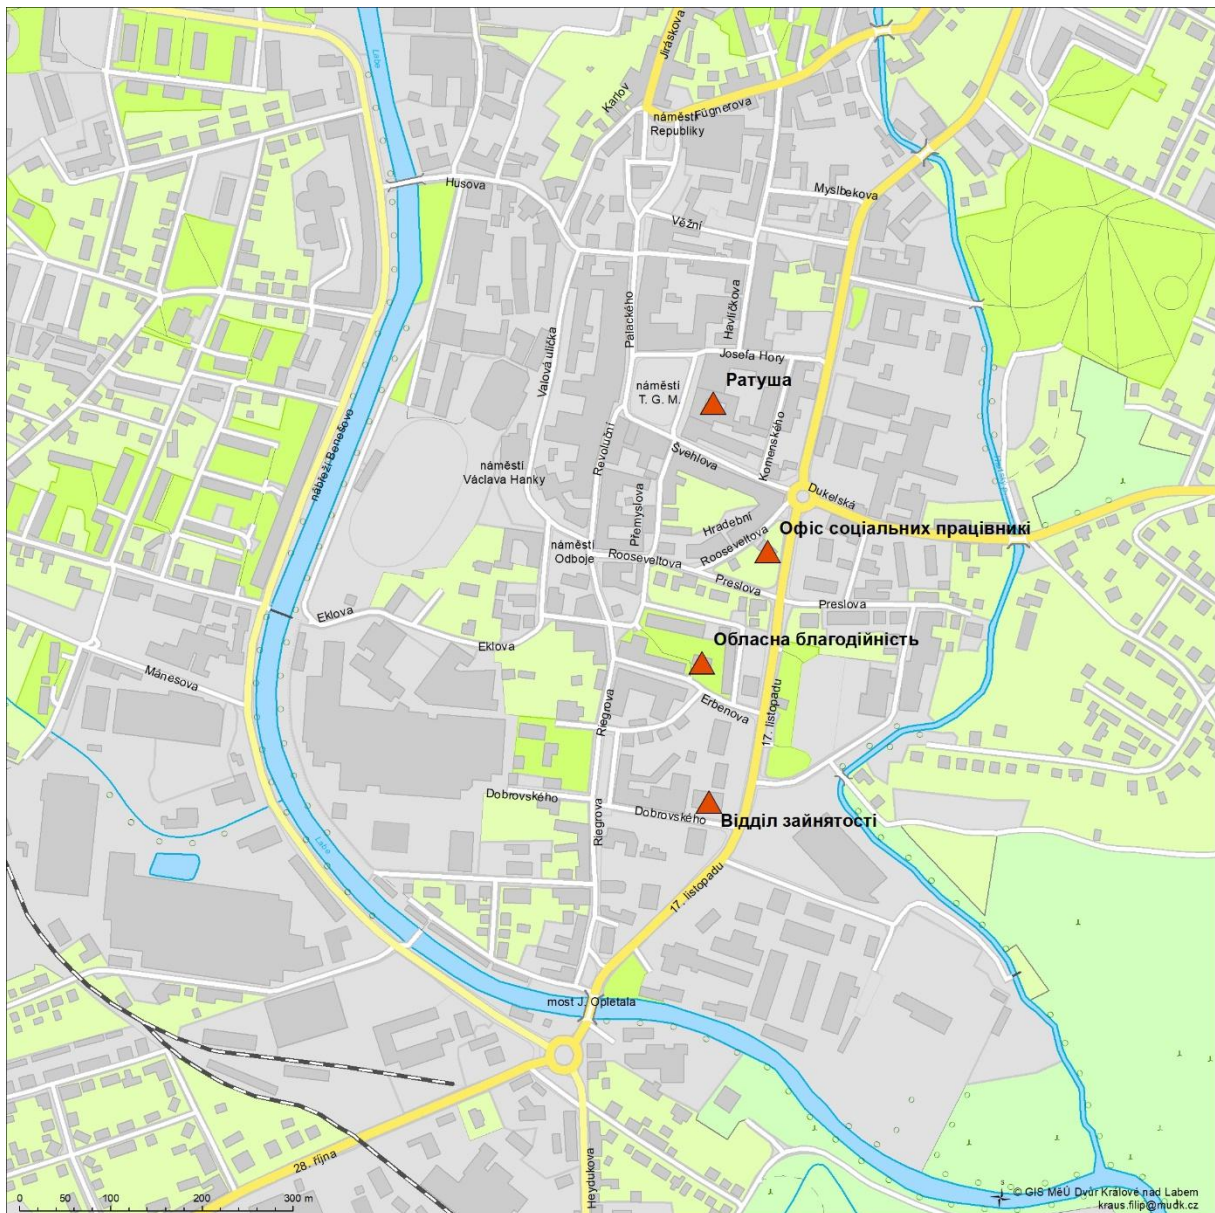 Labe
Jiráskova
Karlov
Fügnerova
náměstí
Republiky
Husova
Myslbekova
Věžní
Palackého
Havlíčkova
Valová ulička
Josefa Hory
Ратуша
náměstí
T. G. M.
nábřeží Benešovo
Revoluční
Švehlova
Komenského
náměstí
Václava Hanky
Dukelská
Přemyslova
Hradební
Офіс соціальних працівникі
Rooseveltova
náměstí
Odboje
Rooseveltova
Preslova
Preslova
Eklova
Eklova
Обласна благодійність
Mánesova
Erbenova
17. listopadu
Riegrova
Dobrovského
Dobrovského
Відділ зайнятості
Riegrova
Labe
17. listopadu
most J. Opletala
28. října
Heydukova
0 50 100 200 300 m
© GIS MěÚ Dvůr Králové nad Labem
kraus.filip@mudk.cz